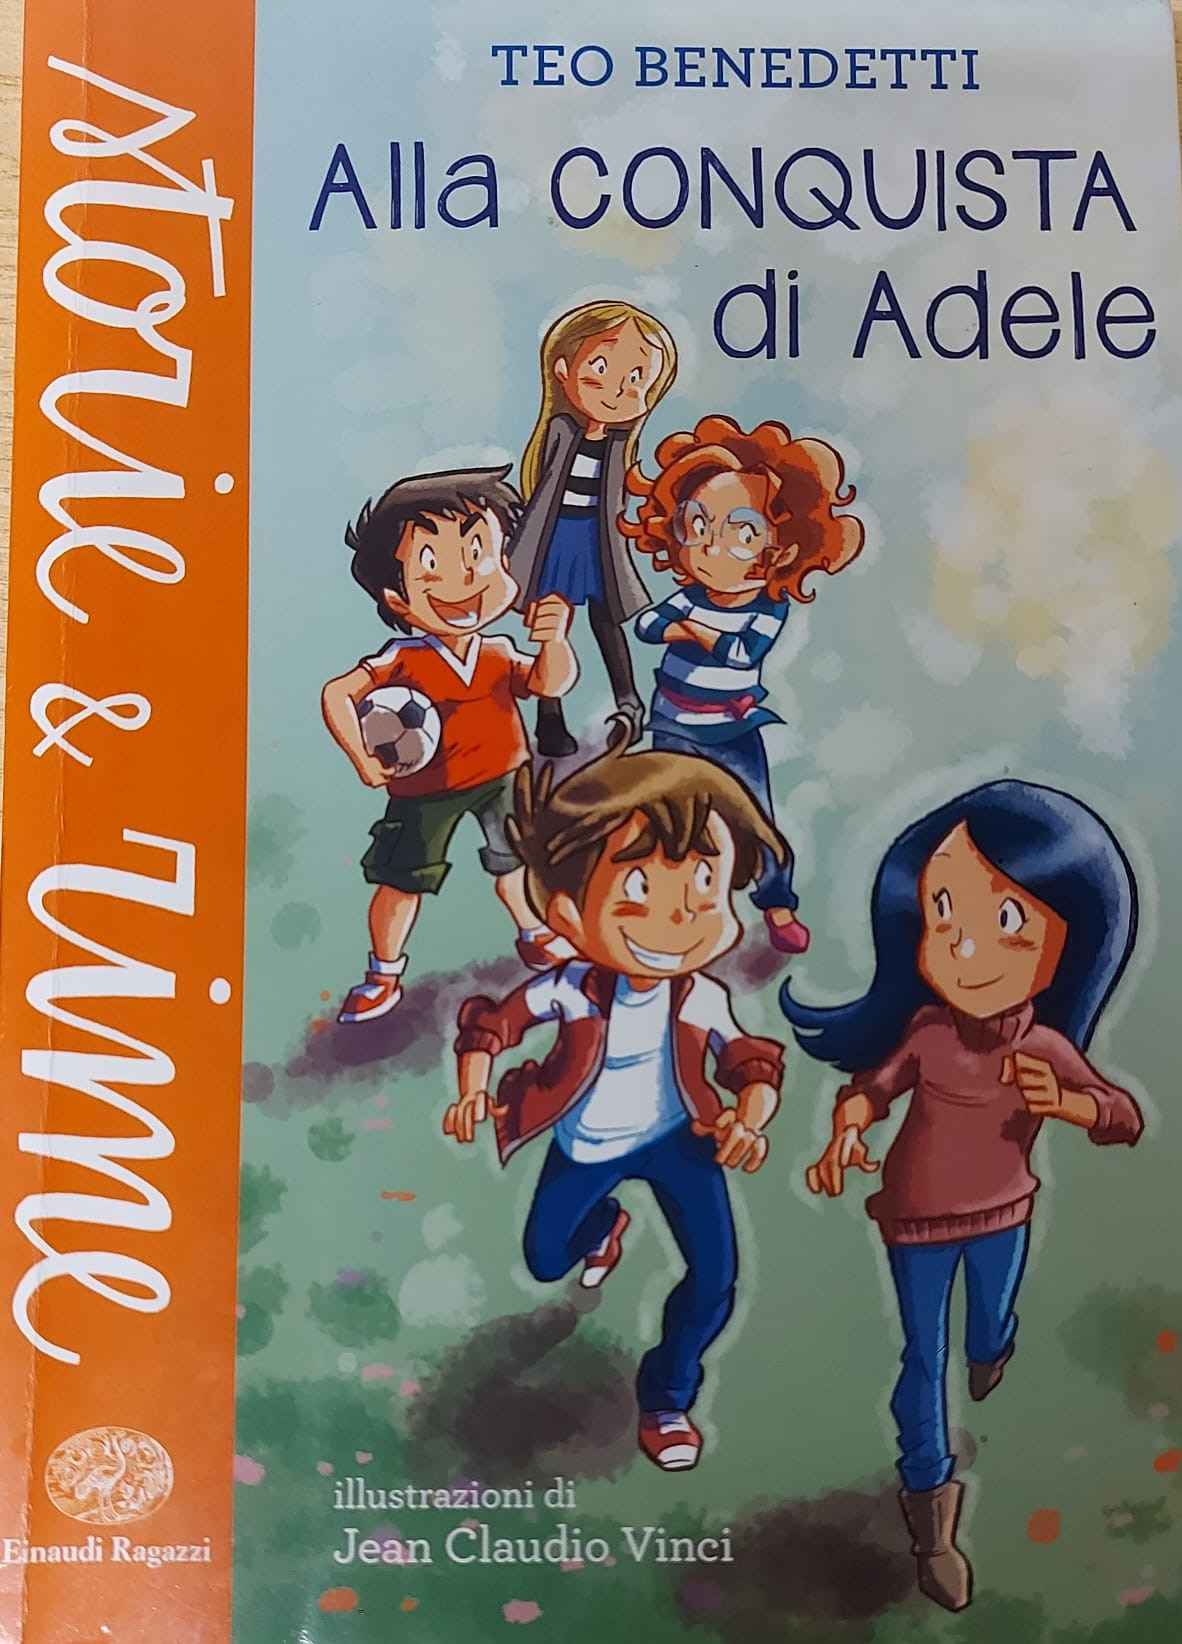 TEO BENEDETTI
Alla CONQUISTA
di Adele
storie & rime
illustrazioni di
Jean Claudio Vinci
Einaudi Ragazzi